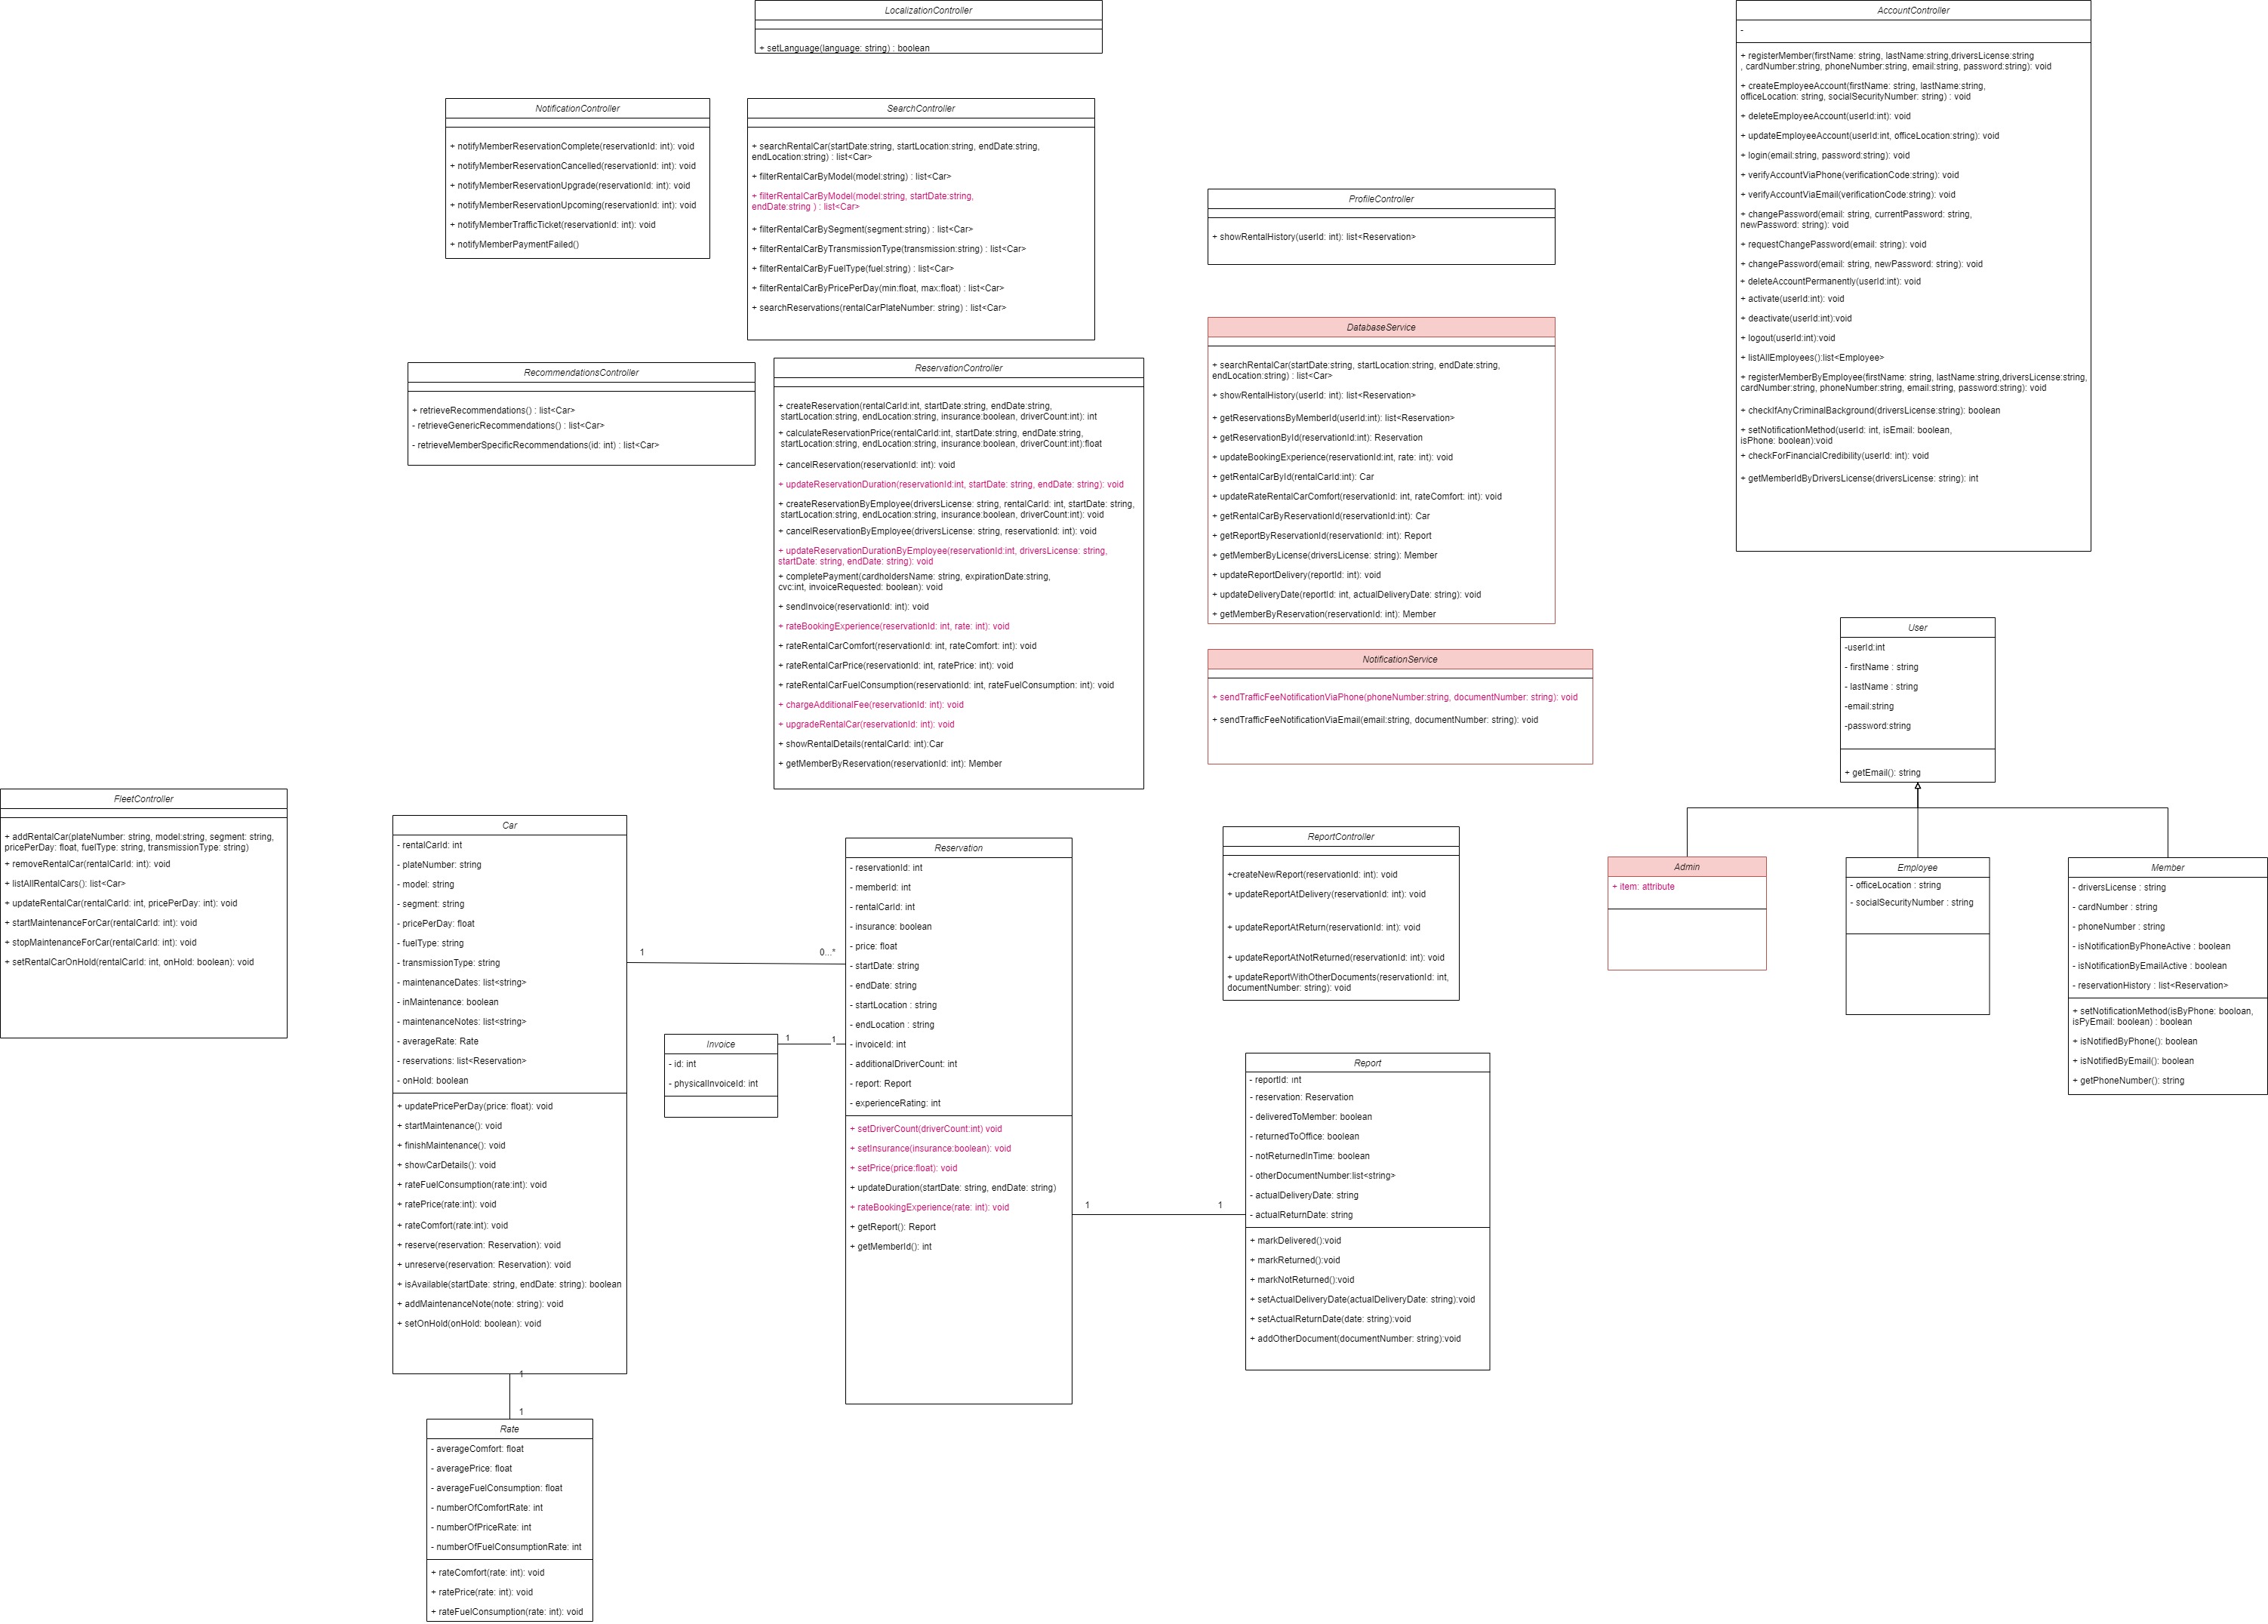 LocalizationController
+ setLanguage(language: string) : boolean
AccountController
-
+ registerMember(firstName: string, lastName:string,driversLicense:string
, cardNumber:string, phoneNumber:string, email:string, password:string): void
+ createEmployeeAccount(firstName: string, lastName:string,
officeLocation: string, socialSecurityNumber: string) : void
+ deleteEmployeeAccount(userId:int): void
+ updateEmployeeAccount(userId:int, officeLocation:string): void
+ login(email:string, password:string): void
+ verifyAccountViaPhone(verificationCode:string): void
+ verifyAccountViaEmail(verificationCode:string): void
+ changePassword(email: string, currentPassword: string,
newPassword: string): void
+ requestChangePassword(email: string): void
+ changePassword(email: string, newPassword: string): void
+ deleteAccountPermanently(userId:int): void
+ activate(userId:int): void
+ deactivate(userId:int):void
+ logout(userId:int):void
+ listAllEmployees():list<Employee>
+ registerMemberByEmployee(firstName: string, lastName:string,driversLicense:string,
cardNumber:string, phoneNumber:string, email:string, password:string): void
+ checkIfAnyCriminalBackground(driversLicense:string): boolean
+ setNotificationMethod(userId: int, isEmail: boolean,
isPhone: boolean):void
+ checkForFinancialCredibility(userId: int): void
+ getMemberIdByDriversLicense(driversLicense: string): int
NotificationController
+ notifyMemberReservationComplete(reservationId: int): void
+ notifyMemberReservationCancelled(reservationId: int): void
+ notifyMemberReservationUpgrade(reservationId: int): void
+ notifyMemberReservationUpcoming(reservationId: int): void
+ notifyMemberTrafficTicket(reservationId: int): void
+ notifyMemberPaymentFailed()
SearchController
+ searchRentalCar(startDate:string, startLocation:string, endDate:string,
endLocation:string) : list<Car>
+ filterRentalCarByModel(model:string) : list<Car>
+ filterRentalCarByModel(model:string, startDate:string,
endDate:string ) : list<Car>
+ filterRentalCarBySegment(segment:string) : list<Car>
+ filterRentalCarByTransmissionType(transmission:string) : list<Car>
+ filterRentalCarByFuelType(fuel:string) : list<Car>
+ filterRentalCarByPricePerDay(min:float, max:float) : list<Car>
+ searchReservations(rentalCarPlateNumber: string) : list<Car>
ProfileController
+ showRentalHistory(userId: int): list<Reservation>
DatabaseService
+ searchRentalCar(startDate:string, startLocation:string, endDate:string,
endLocation:string) : list<Car>
+ showRentalHistory(userId: int): list<Reservation>
+ getReservationsByMemberId(userId:int): list<Reservation>
+ getReservationById(reservationId:int): Reservation
+ updateBookingExperience(reservationId:int, rate: int): void
+ getRentalCarById(rentalCarId:int): Car
+ updateRateRentalCarComfort(reservationId: int, rateComfort: int): void
+ getRentalCarByReservationId(reservationId:int): Car
+ getReportByReservationId(reservationId: int): Report
+ getMemberByLicense(driversLicense: string): Member
+ updateReportDelivery(reportId: int): void
+ updateDeliveryDate(reportId: int, actualDeliveryDate: string): void
+ getMemberByReservation(reservationId: int): Member
RecommendationsController
+ retrieveRecommendations() : list<Car>
- retrieveGenericRecommendations() : list<Car>
- retrieveMemberSpecificRecommendations(id: int) : list<Car>
ReservationController
+ createReservation(rentalCarId:int, startDate:string, endDate:string,
startLocation:string, endLocation:string, insurance:boolean, driverCount:int): int
+ calculateReservationPrice(rentalCarId:int, startDate:string, endDate:string,
startLocation:string, endLocation:string, insurance:boolean, driverCount:int):float
+ cancelReservation(reservationId: int): void
+ updateReservationDuration(reservationId:int, startDate: string, endDate: string): void
+ createReservationByEmployee(driversLicense: string, rentalCarId: int, startDate: string,
startLocation:string, endLocation:string, insurance:boolean, driverCount:int): void
+ cancelReservationByEmployee(driversLicense: string, reservationId: int): void
+ updateReservationDurationByEmployee(reservationId:int, driversLicense: string,
startDate: string, endDate: string): void
+ completePayment(cardholdersName: string, expirationDate:string,
cvc:int, invoiceRequested: boolean): void
+ sendInvoice(reservationId: int): void
+ rateBookingExperience(reservationId: int, rate: int): void
+ rateRentalCarComfort(reservationId: int, rateComfort: int): void
+ rateRentalCarPrice(reservationId: int, ratePrice: int): void
+ rateRentalCarFuelConsumption(reservationId: int, rateFuelConsumption: int): void
+ chargeAdditionalFee(reservationId: int): void
+ upgradeRentalCar(reservationId: int): void
+ showRentalDetails(rentalCarId: int):Car
+ getMemberByReservation(reservationId: int): Member
NotificationService
+ sendTrafficFeeNotificationViaPhone(phoneNumber:string, documentNumber: string): void
+ sendTrafficFeeNotificationViaEmail(email:string, documentNumber: string): void
User
-userId:int
- firstName : string
- lastName : string
-email:string
-password:string
+ getEmail(): string
FleetController
+ addRentalCar(plateNumber: string, model:string, segment: string,
pricePerDay: float, fuelType: string, transmissionType: string)
+ removeRentalCar(rentalCarId: int): void
+ listAllRentalCars(): list<Car>
+ updateRentalCar(rentalCarId: int, pricePerDay: int): void
+ startMaintenanceForCar(rentalCarId: int): void
+ stopMaintenanceForCar(rentalCarId: int): void
+ setRentalCarOnHold(rentalCarId: int, onHold: boolean): void
Car
- rentalCarId: int
- plateNumber: string
- model: string
- segment: string
- pricePerDay: float
- fuelType: string
- transmissionType: string
- maintenanceDates: list<string>
- inMaintenance: boolean
- maintenanceNotes: list<string>
- averageRate: Rate
- reservations: list<Reservation>
- onHold: boolean
+ updatePricePerDay(price: float): void
+ startMaintenance(): void
+ finishMaintenance(): void
+ showCarDetails(): void
+ rateFuelConsumption(rate:int): void
+ ratePrice(rate:int): void
+ rateComfort(rate:int): void
+ reserve(reservation: Reservation): void
+ unreserve(reservation: Reservation): void
+ isAvailable(startDate: string, endDate: string): boolean
+ addMaintenanceNote(note: string): void
+ setOnHold(onHold: boolean): void
1
0...*
Reservation
- reservationId: int
- memberId: int
- rentalCarId: int
- insurance: boolean
- price: float
- startDate: string
- endDate: string
- startLocation : string
- endLocation : string
- invoiceId: int
- additionalDriverCount: int
- report: Report
- experienceRating: int
+ setDriverCount(driverCount:int) void
+ setInsurance(insurance:boolean): void
+ setPrice(price:float): void
+ updateDuration(startDate: string, endDate: string)
+ rateBookingExperience(rate: int): void
+ getReport(): Report
+ getMemberId(): int
Invoice
- id: int
- physicalInvoiceId: int
1
1
ReportController
+createNewReport(reservationId: int): void
+ updateReportAtDelivery(reservationId: int): void
+ updateReportAtReturn(reservationId: int): void
+ updateReportAtNotReturned(reservationId: int): void
+ updateReportWithOtherDocuments(reservationId: int,
documentNumber: string): void
Admin
+ item: attribute
Employee
- officeLocation : string
- socialSecurityNumber : string
Member
- driversLicense : string
- cardNumber : string
- phoneNumber : string
- isNotificationByPhoneActive : boolean
- isNotificationByEmailActive : boolean
- reservationHistory : list<Reservation>
+ setNotificationMethod(isByPhone: booloan,
isPyEmail: boolean) : boolean
+ isNotifiedByPhone(): boolean
+ isNotifiedByEmail(): boolean
+ getPhoneNumber(): string
Report
- reportId: int
- reservation: Reservation
- deliveredToMember: boolean
- returnedToOffice: boolean
- notReturnedInTime: boolean
- otherDocumentNumber:list<string>
- actualDeliveryDate: string
- actualReturnDate: string
+ markDelivered():void
+ markReturned():void
+ markNotReturned():void
+ setActualDeliveryDate(actualDeliveryDate: string):void
+ setActualReturnDate(date: string):void
+ addOtherDocument(documentNumber: string):void
1
1
1
1
Rate
- averageComfort: float
- averagePrice: float
- averageFuelConsumption: float
- numberOfComfortRate: int
- numberOfPriceRate: int
- numberOfFuelConsumptionRate: int
+ rateComfort(rate: int): void
+ ratePrice(rate: int): void
+ rateFuelConsumption(rate: int): void